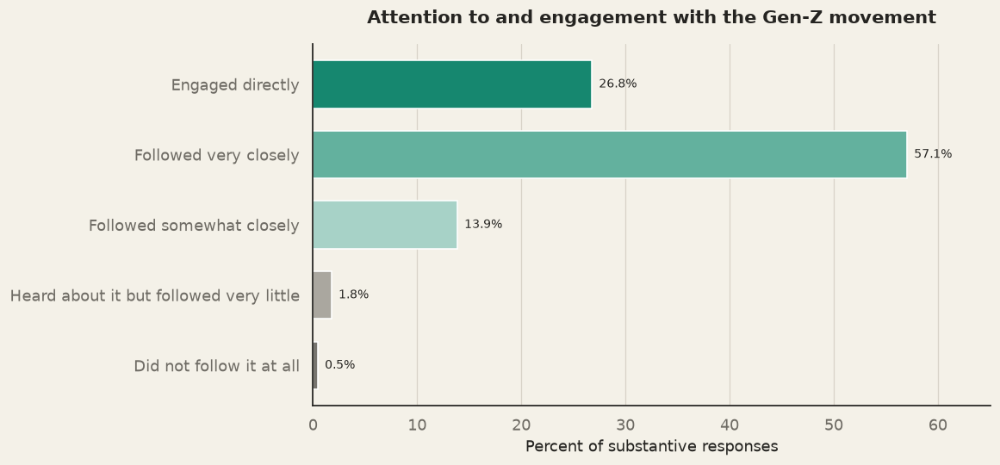 Attention to and engagement with the Gen-Z movement
Engaged directly
26.8%
Followed very closely
57.1%
Followed somewhat closely
13.9%
Heard about it but followed very little
1.8%
Did not follow it at all
0.5%
0 10 20 30 40 50 60
Percent of substantive responses